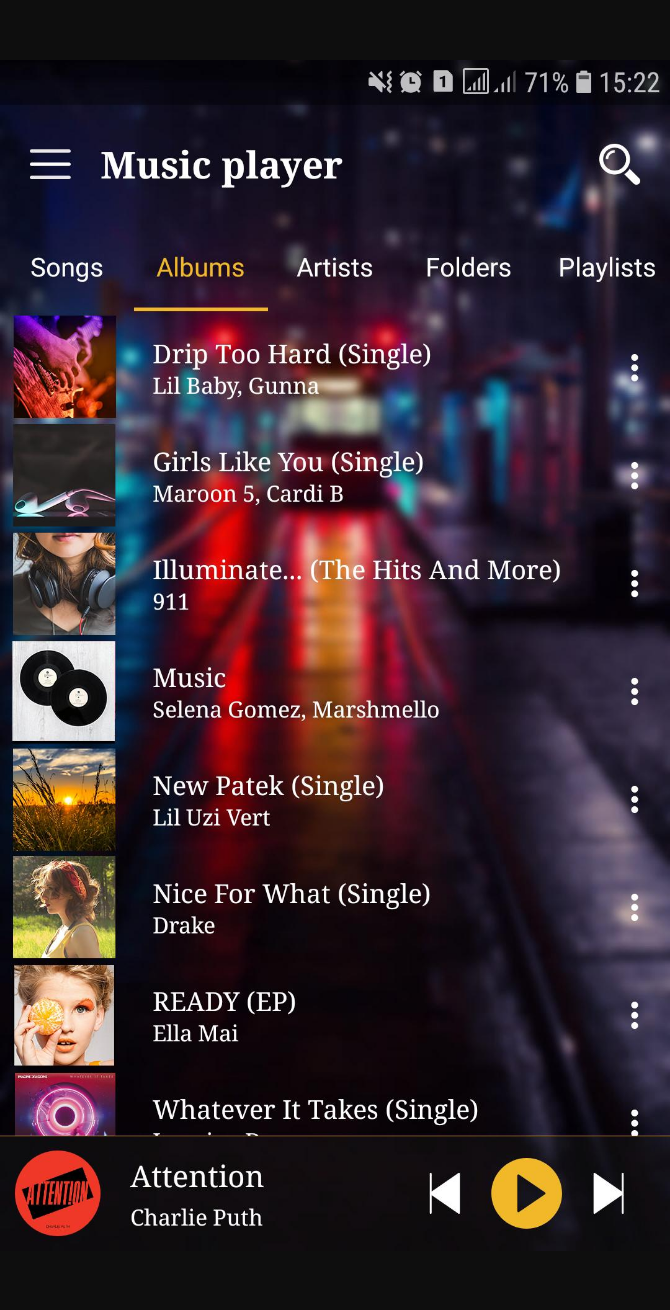 1 71% 15:22
Music player
Songs Albums Artists Folders Playlists
Drip Too Hard (Single)
Lil Baby, Gunna
Girls Like You (Single)
Maroon 5, Cardi B
Illuminate... (The Hits And More)
911
Music
Selena Gomez, Marshmello
New Patek (Single)
Lil Uzi Vert
Nice For What (Single)
Drake
READY (EP)
Ella Mai
Whatever It Takes (Single)
ATTENTION
Attention
Charlie Puth